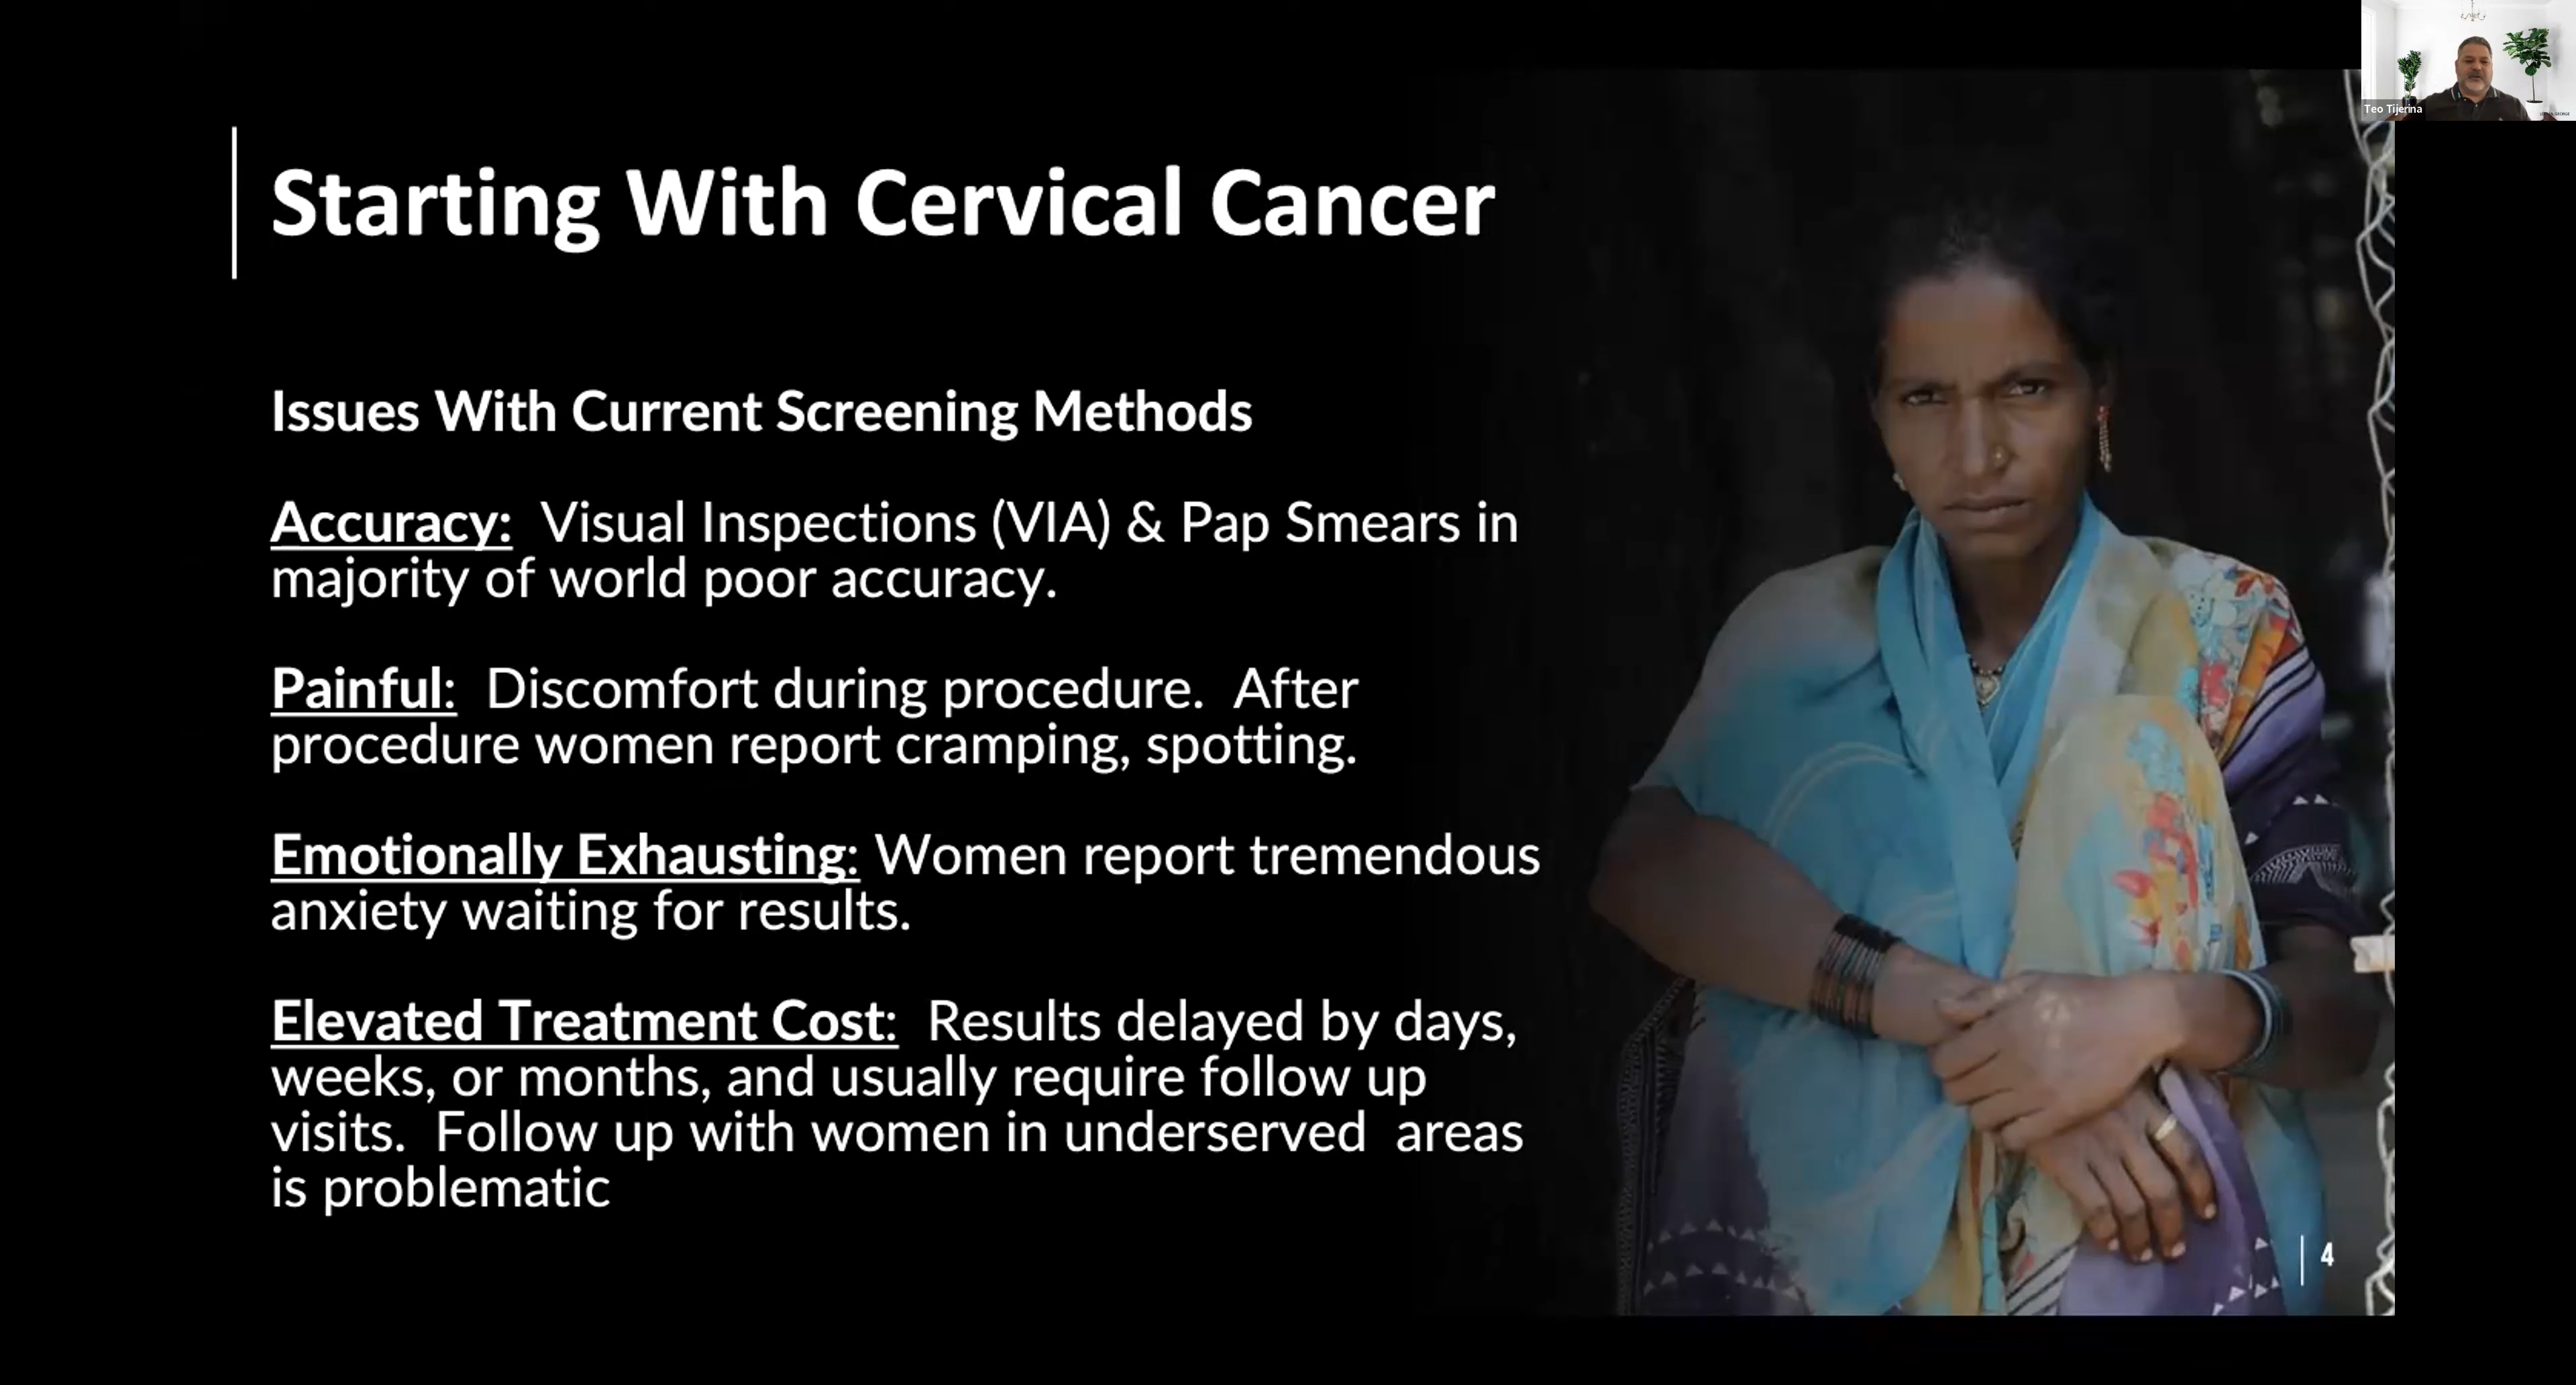 Starting With Cervical Cancer
Issues With Current Screening Methods
Accuracy:  Visual Inspections (VIA) & Pap Smears in
majority of world poor accuracy.
Painful:  Discomfort during procedure.  After
procedure women report cramping, spotting.
Emotionally Exhausting: Women report tremendous
anxiety waiting for results.
Elevated Treatment Cost:  Results delayed by days,
weeks, or months, and usually require follow up
visits.  Follow up with women in underserved  areas
is problematic
4
Teo Tijerina